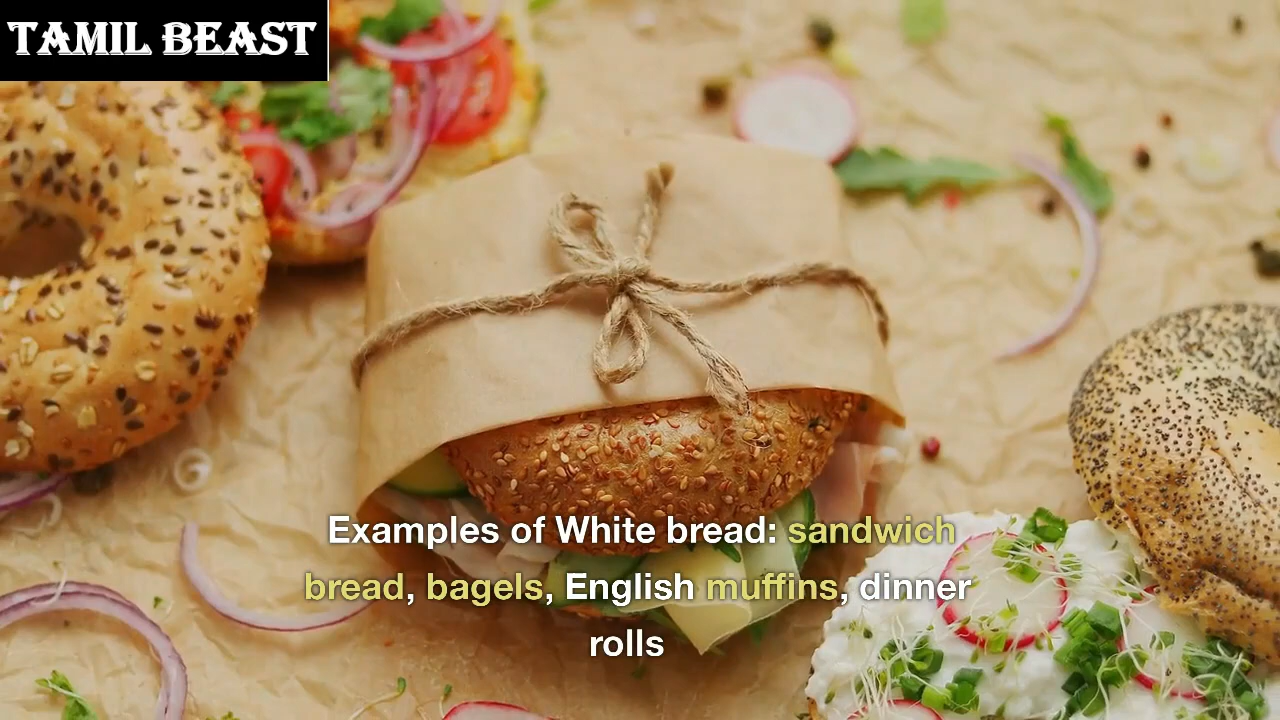 TAMIL BEAST
Examples of White bread: sandwich
bread, bagels, English muffins, dinner
rolls